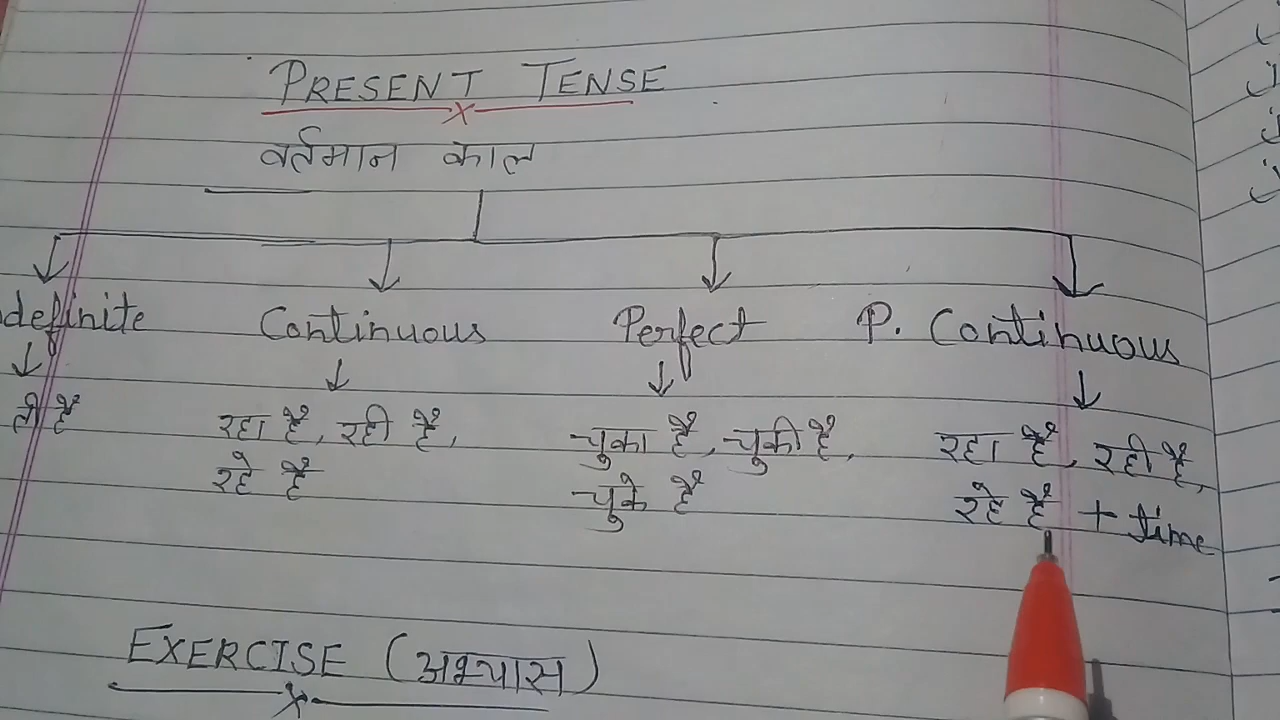 PRESENT TENSE
वर्तमान काल
definite Continuous Perfect P. Continuous
ती है रहा है, रही है, चुका है, चुकी है, रहा है, रही है,
रहे हैं चुके हैं रहे हैं + time
EXERCISE (अभ्यास)